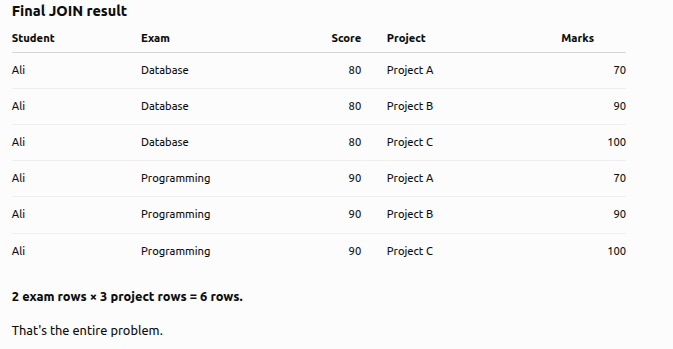 Final JOIN result
Student Exam Score Project Marks
Ali Database 80 Project A 70
Ali Database 80 Project B 90
Ali Database 80 Project C 100
Ali Programming 90 Project A 70
Ali Programming 90 Project B 90
Ali Programming 90 Project C 100
2 exam rows × 3 project rows = 6 rows.
That's the entire problem.